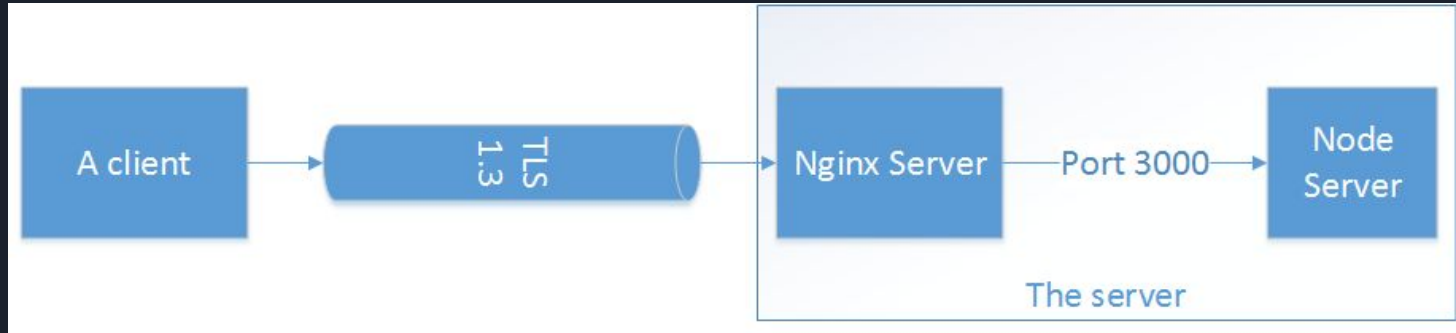 A client
TLS
1.3
Nginx Server
Port 3000
Node
Server
The server